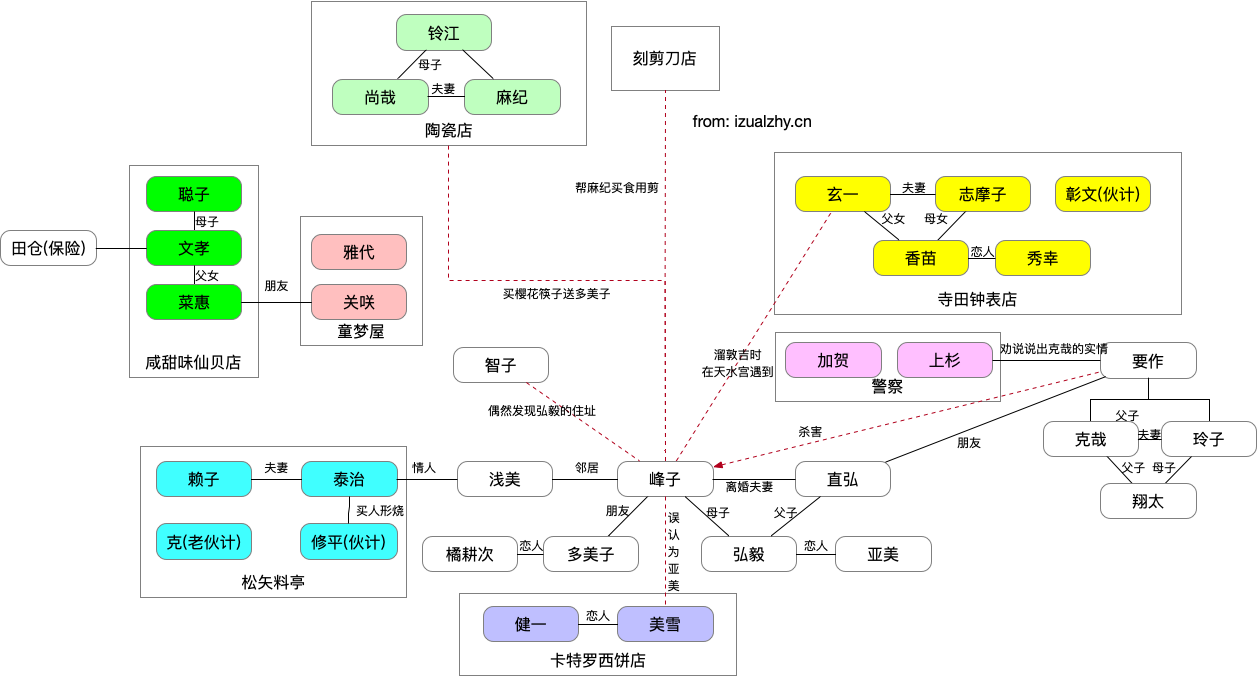 铃江
母子
尚哉
夫妻
麻纪
陶瓷店
刻剪刀店
from: izualzhy.cn
帮麻纪买食用剪
聪子
母子
田仓(保险)
文孝
父女
菜惠
咸甜味仙贝店
朋友
雅代
关咲
童梦屋
买樱花筷子送多美子
玄一
夫妻
志摩子
彰文(伙计)
父女
母女
香苗
恋人
秀幸
寺田钟表店
溜敦吉时
在天水宫遇到
加贺
上杉
警察
劝说说出克哉的实情
要作
父子
克哉
夫妻
玲子
父子
母子
翔太
智子
偶然发现弘毅的住址
杀害
朋友
赖子
夫妻
泰治
情人
浅美
邻居
峰子
离婚夫妻
直弘
买人形烧
克(老伙计)
修平(伙计)
松矢料亭
朋友
橘耕次
恋人
多美子
误
认
为
亚
美
母子
父子
弘毅
恋人
亚美
健一
恋人
美雪
卡特罗西饼店